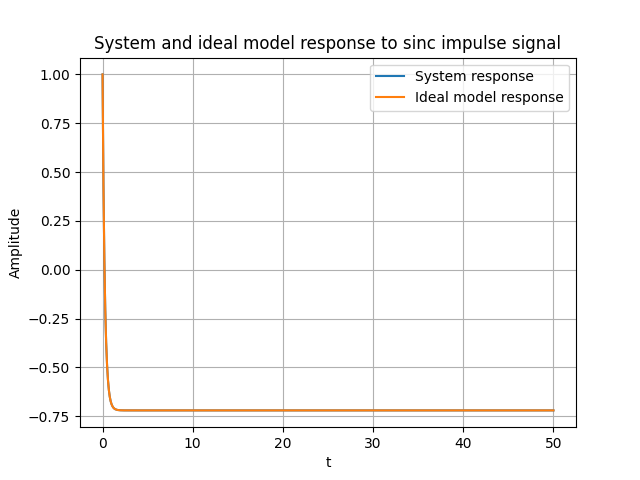 System and ideal model response to sinc impulse signal
System response
Ideal model response
Amplitude
1.00
0.75
0.50
0.25
0.00
−0.25
−0.50
−0.75
0 10 20 30 40 50
t